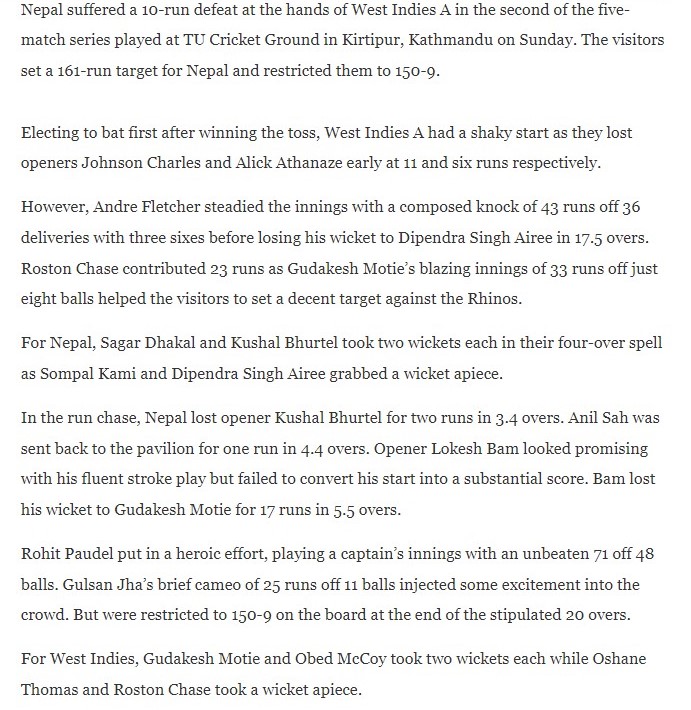 Nepal suffered a 10-run defeat at the hands of West Indies A in the second of the five-
match series played at TU Cricket Ground in Kirtipur, Kathmandu on Sunday. The visitors
set a 161-run target for Nepal and restricted them to 150-9.
Electing to bat first after winning the toss, West Indies A had a shaky start as they lost
openers Johnson Charles and Alick Athanaze early at 11 and six runs respectively.
However, Andre Fletcher steadied the innings with a composed knock of 43 runs off 36
deliveries with three sixes before losing his wicket to Dipendra Singh Airee in 17.5 overs.
Roston Chase contributed 23 runs as Gudakesh Motie’s blazing innings of 33 runs off just
eight balls helped the visitors to set a decent target against the Rhinos.
For Nepal, Sagar Dhakal and Kushal Bhurtel took two wickets each in their four-over spell
as Sompal Kami and Dipendra Singh Airee grabbed a wicket apiece.
In the run chase, Nepal lost opener Kushal Bhurtel for two runs in 3.4 overs. Anil Sah was
sent back to the pavilion for one run in 4.4 overs. Opener Lokesh Bam looked promising
with his fluent stroke play but failed to convert his start into a substantial score. Bam lost
his wicket to Gudakesh Motie for 17 runs in 5.5 overs.
Rohit Paudel put in a heroic effort, playing a captain’s innings with an unbeaten 71 off 48
balls. Gulsan Jha’s brief cameo of 25 runs off 11 balls injected some excitement into the
crowd. But were restricted to 150-9 on the board at the end of the stipulated 20 overs.
For West Indies, Gudakesh Motie and Obed McCoy took two wickets each while Oshane
Thomas and Roston Chase took a wicket apiece.